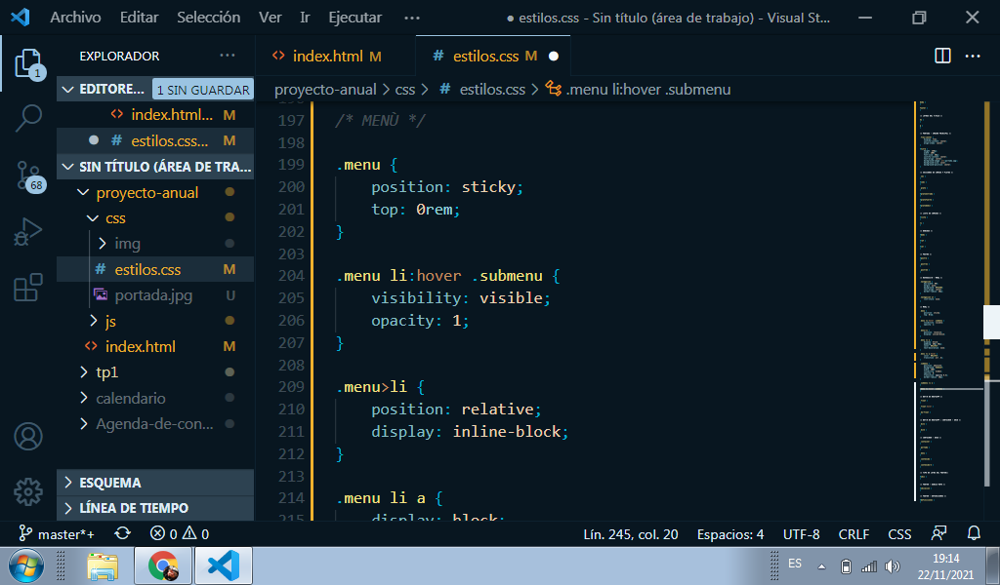 Archivo Editar Selección Ver Ir Ejecutar ··· ● estilos.css - Sin título (área de trabajo) - Visual St...
EXPLORADOR ···
EDITORE... 1 SIN GUARDAR
<> index.html... M
# estilos.css... M
SIN TÍTULO (ÁREA DE TRA...
proyecto-anual
css
img
# estilos.css M
portada.jpg U
js
<> index.html M
tp1
calendario
Agenda-de-con...
ESQUEMA
LÍNEA DE TIEMPO
1
68
<> index.html M # estilos.css M ●
proyecto-anual > css > # estilos.css > .menu li:hover .submenu
197 /* MENÙ */
198
199 .menu {
200 position: sticky;
201 top: 0rem;
202 }
203
204 .menu li:hover .submenu {
205 visibility: visible;
206 opacity: 1;
207 }
208
209 .menu>li {
210 position: relative;
211 display: inline-block;
212 }
213
214 .menu li a {
215 display: block;
master*+ 0 0 Lín. 245, col. 20 Espacios: 4 UTF-8 CRLF CSS
ES 19:14
22/11/2021